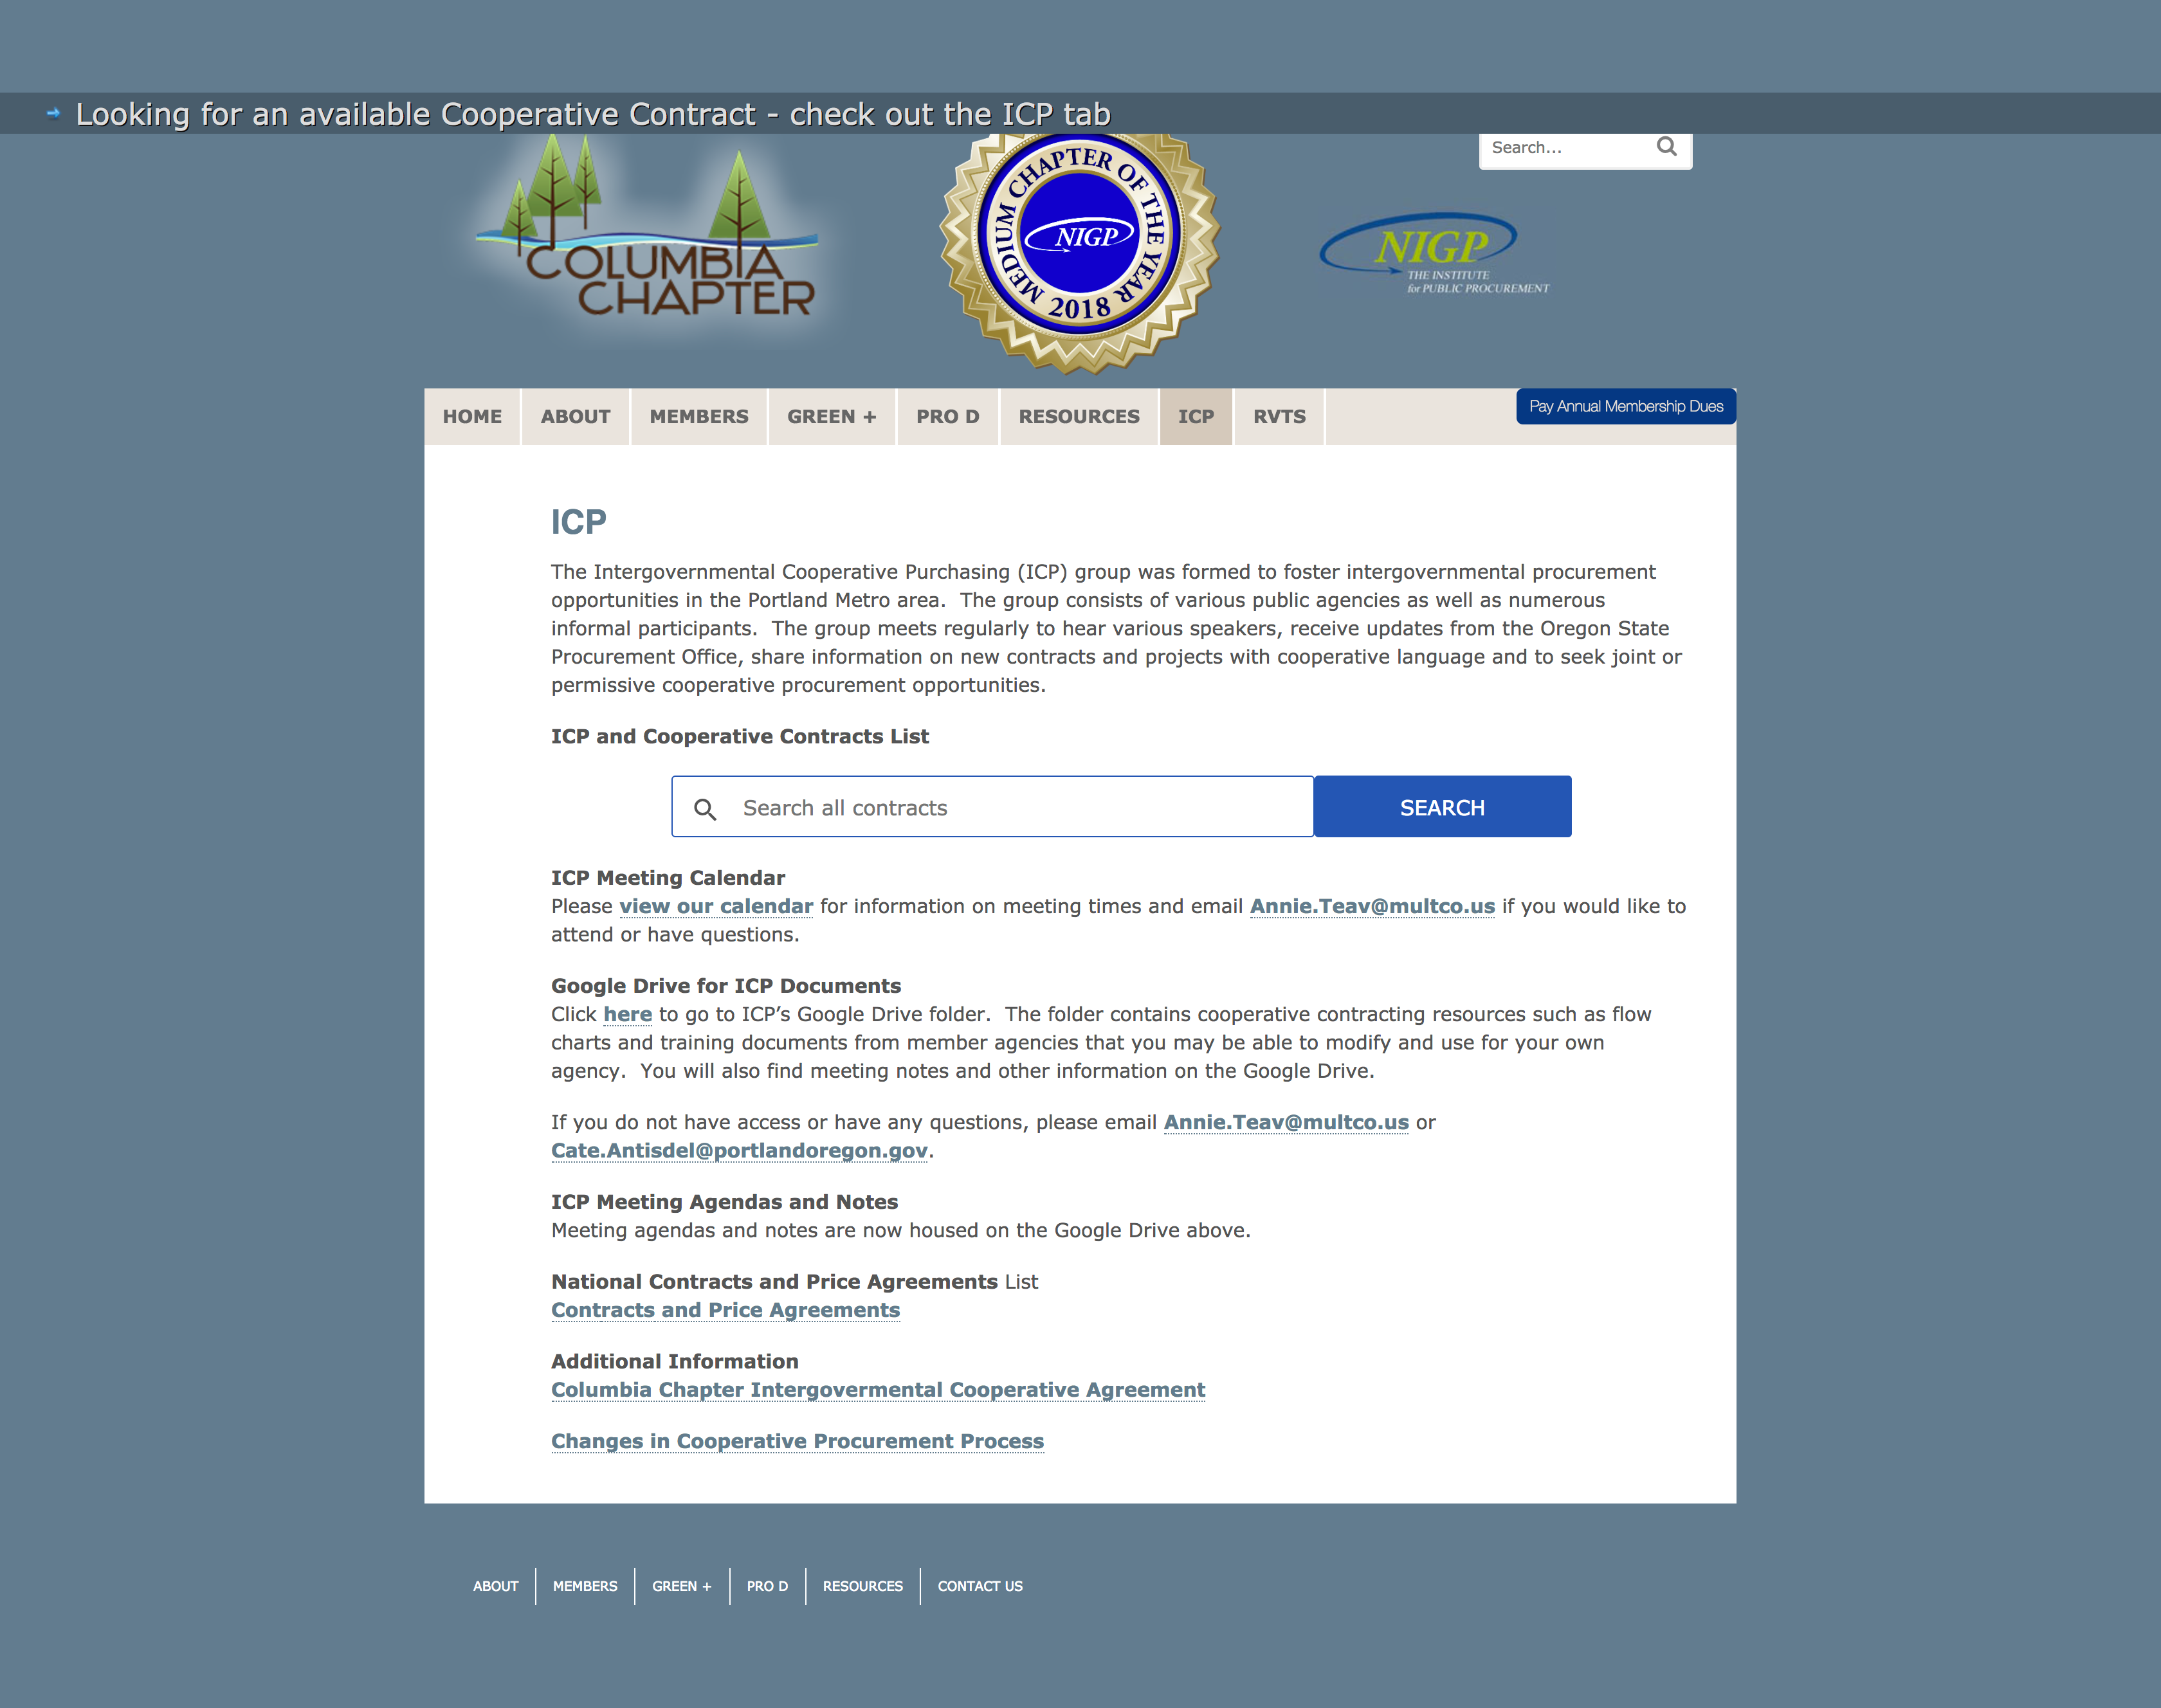 Looking for an available Cooperative Contract - check out the ICP tab
Search...
COLUMBIA
CHAPTER
MEDIUM CHAPTER OF THE YEAR
NIGP
2018
NIGP
THE INSTITUTE
for PUBLIC PROCUREMENT
HOME ABOUT MEMBERS GREEN + PRO D RESOURCES ICP RVTS
Pay Annual Membership Dues
ICP
The Intergovernmental Cooperative Purchasing (ICP) group was formed to foster intergovernmental procurement
opportunities in the Portland Metro area.  The group consists of various public agencies as well as numerous
informal participants.  The group meets regularly to hear various speakers, receive updates from the Oregon State
Procurement Office, share information on new contracts and projects with cooperative language and to seek joint or
permissive cooperative procurement opportunities.
ICP and Cooperative Contracts List
Search all contracts
SEARCH
ICP Meeting Calendar
Please view our calendar for information on meeting times and email Annie.Teav@multco.us if you would like to
attend or have questions.
Google Drive for ICP Documents
Click here to go to ICP’s Google Drive folder.  The folder contains cooperative contracting resources such as flow
charts and training documents from member agencies that you may be able to modify and use for your own
agency.  You will also find meeting notes and other information on the Google Drive.
If you do not have access or have any questions, please email Annie.Teav@multco.us or
Cate.Antisdel@portlandoregon.gov.
ICP Meeting Agendas and Notes
Meeting agendas and notes are now housed on the Google Drive above.
National Contracts and Price Agreements List
Contracts and Price Agreements
Additional Information
Columbia Chapter Intergovermental Cooperative Agreement
Changes in Cooperative Procurement Process
ABOUT MEMBERS GREEN + PRO D RESOURCES CONTACT US